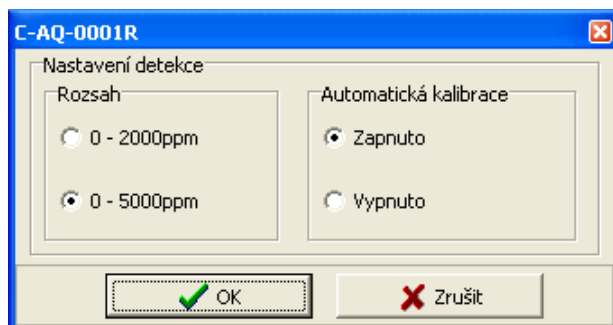 C-AQ-0001R
Nastavení detekce
Rozsah
0 - 2000ppm
0 - 5000ppm
Automatická kalibrace
Zapnuto
Vypnuto
OK
Zrušit